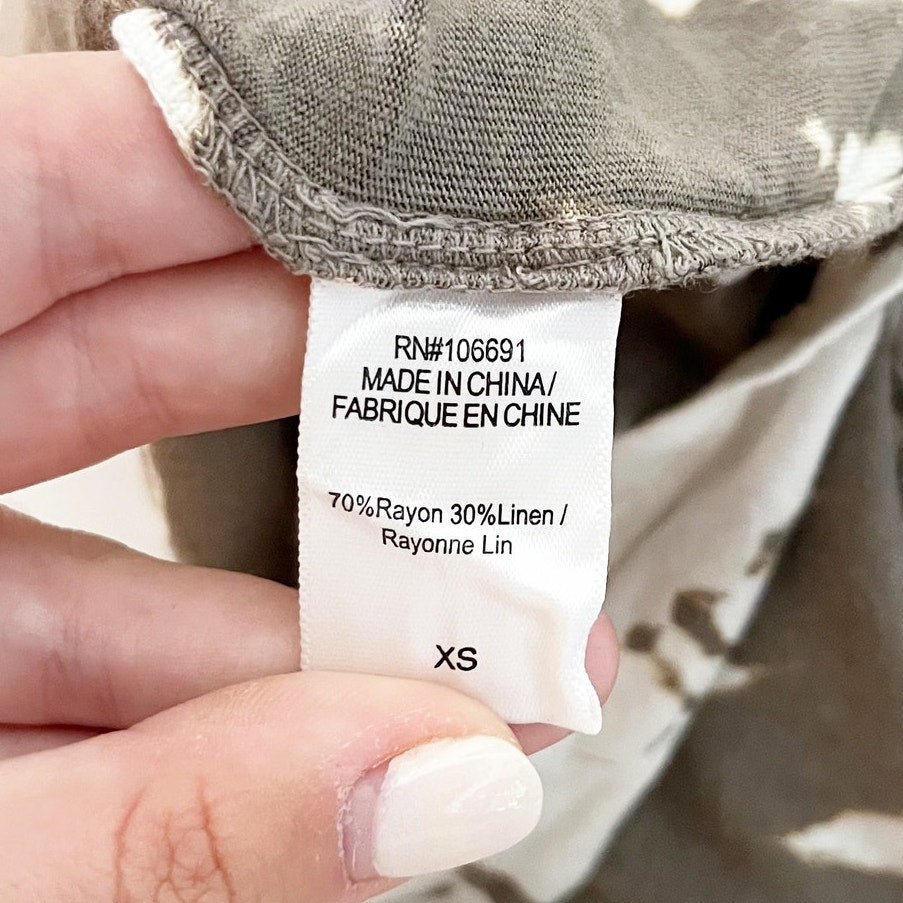 RN#106691
MADE IN CHINA/
FABRIQUE EN CHINE
70%Rayon 30%Linen /
Rayonne Lin
XS